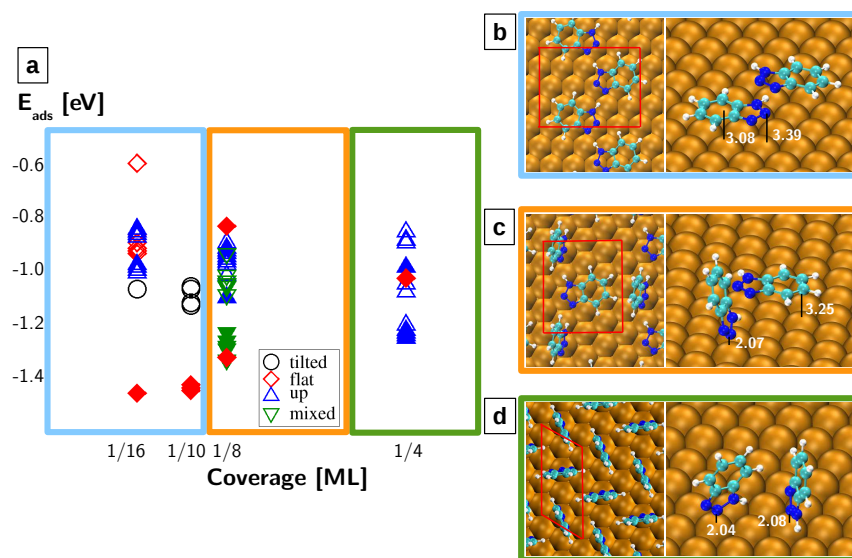 a
E_ads [eV]
-0.6
-0.8
-1.0
-1.2
-1.4
tilted
flat
up
mixed
1/16
1/10
1/8
1/4
Coverage [ML]
b
3.08
3.39
c
3.25
2.07
d
2.04
2.08